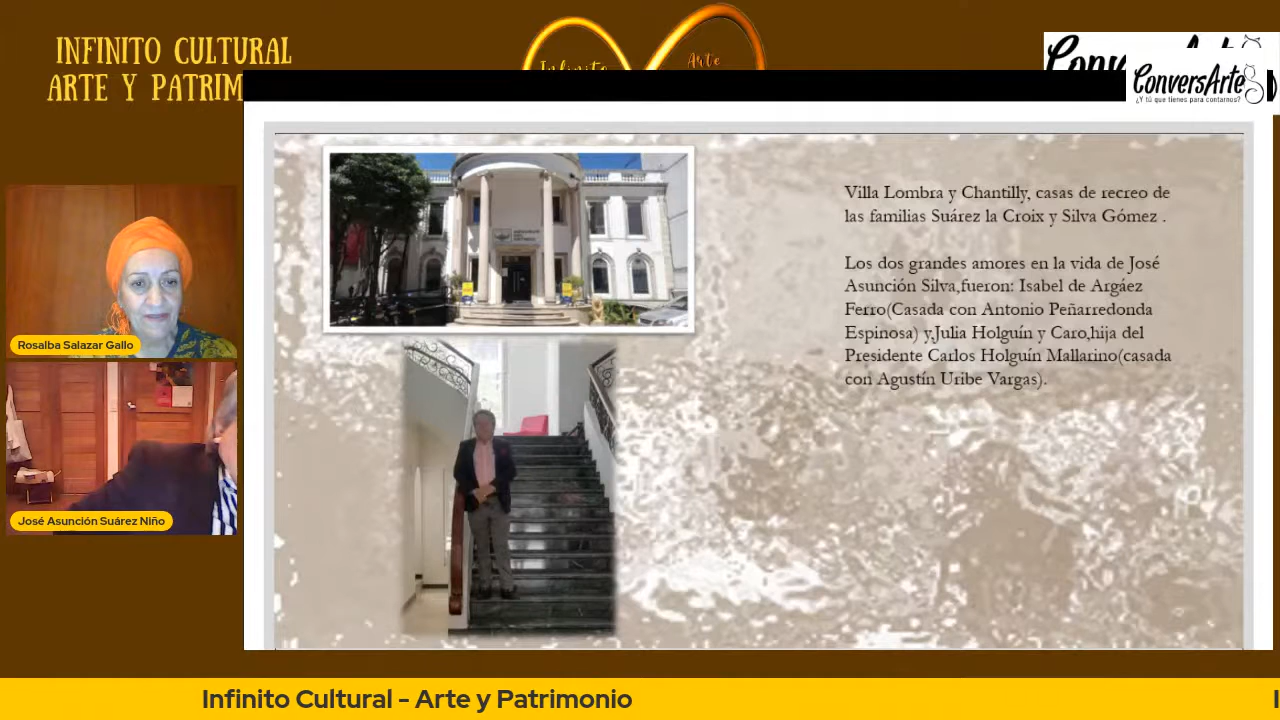 INFINITO CULTURAL
ARTE Y PATRIM
Infinito
Arte
ConversArte
¿Y tú que tienes para contarnos?
Villa Lombra y Chantilly, casas de recreo de
las familias Suárez la Croix y Silva Gómez .
Los dos grandes amores en la vida de José
Asunción Silva,fueron: Isabel de Argáez
Ferro(Casada con Antonio Peñarredonda
Espinosa) y,Julia Holguín y Caro,hija del
Presidente Carlos Holguín Mallarino(casada
con Agustín Uribe Vargas).
Rosalba Salazar Gallo
José Asunción Suárez Niño
Infinito Cultural - Arte y Patrimonio